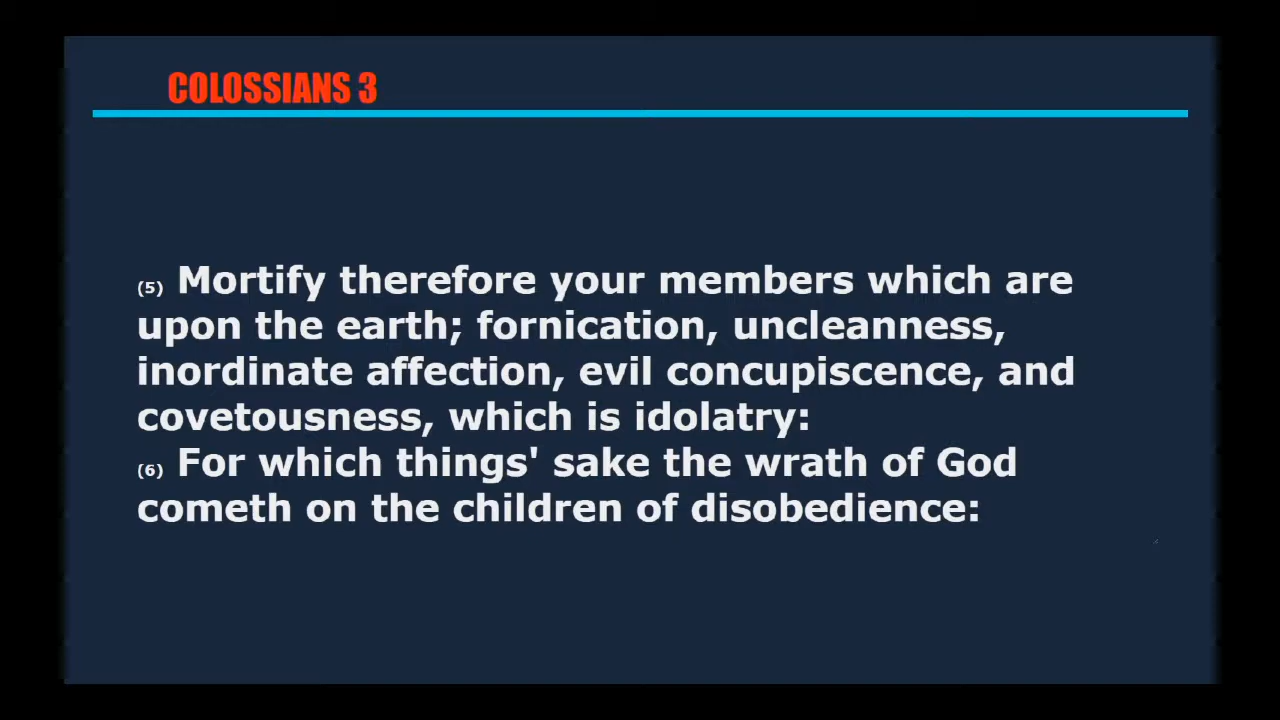 COLOSSIANS 3
(5) Mortify therefore your members which are
upon the earth; fornication, uncleanness,
inordinate affection, evil concupiscence, and
covetousness, which is idolatry:
(6) For which things' sake the wrath of God
cometh on the children of disobedience: